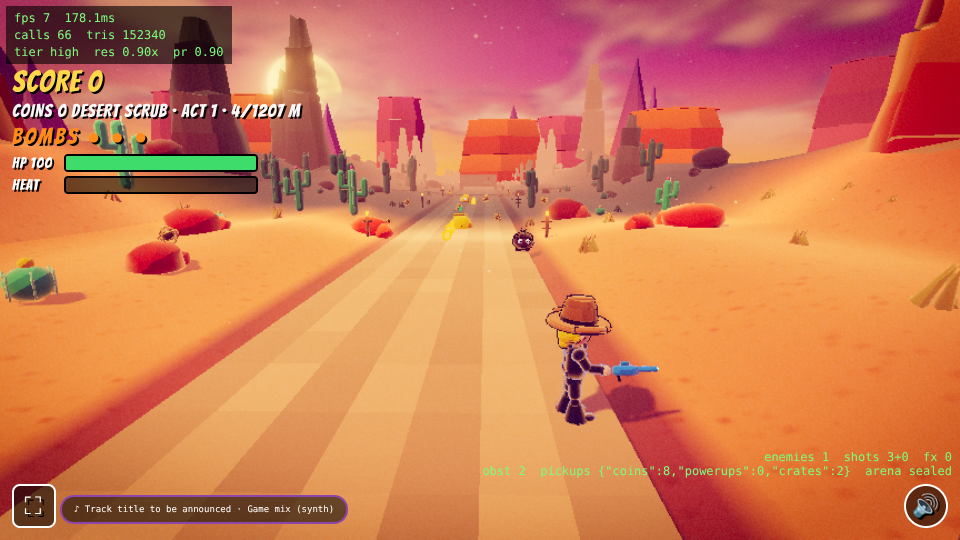 fps 7  178.1ms
calls 66  tris 152340
tier high  res 0.90x  pr 0.90
SCORE 0
COINS 0 DESERT SCRUB · ACT 1 · 4/1207 M
BOMBS
HP 100
HEAT
enemies 1  shots 3+0  fx 0
obst 2  pickups {"coins":8,"powerups":0,"crates":2}  arena sealed
♪ Track title to be announced · Game mix (synth)